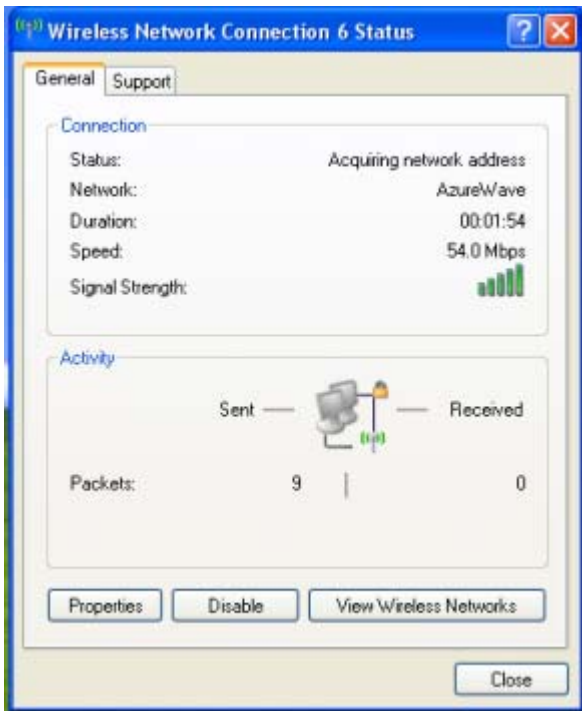 Wireless Network Connection 6 Status
General Support
Connection
Status: Acquiring network address
Network: AzureWave
Duration: 00:01:54
Speed: 54.0 Mbps
Signal Strength:
Activity
Sent Received
Packets: 9 0
Properties Disable View Wireless Networks
Close